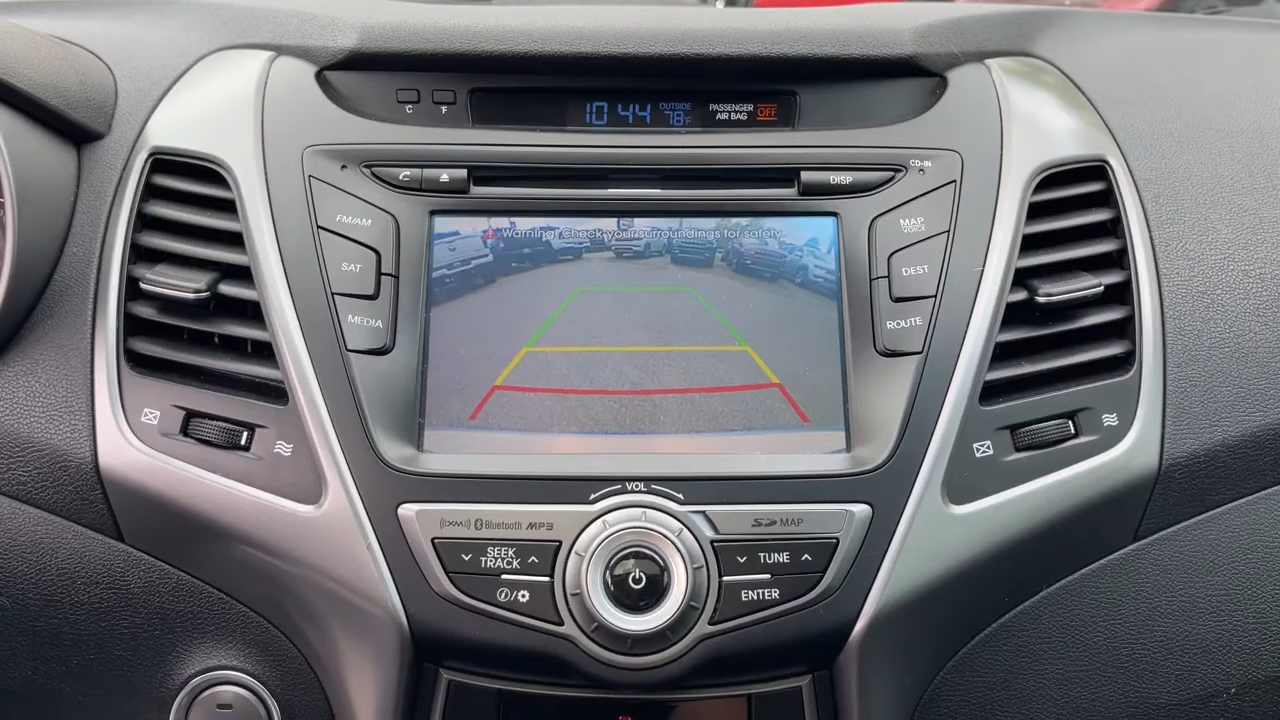 °C °F
10 44
OUTSIDE
78°F
PASSENGER
AIR BAG
OFF
CD-IN
DISP
FM/AM
SAT
MEDIA
Warning! Check your surroundings for safety
MAP
VOICE
DEST
ROUTE
VOL
((XM)) Bluetooth MP3
SD MAP
SEEK
TRACK
TUNE
i/
ENTER